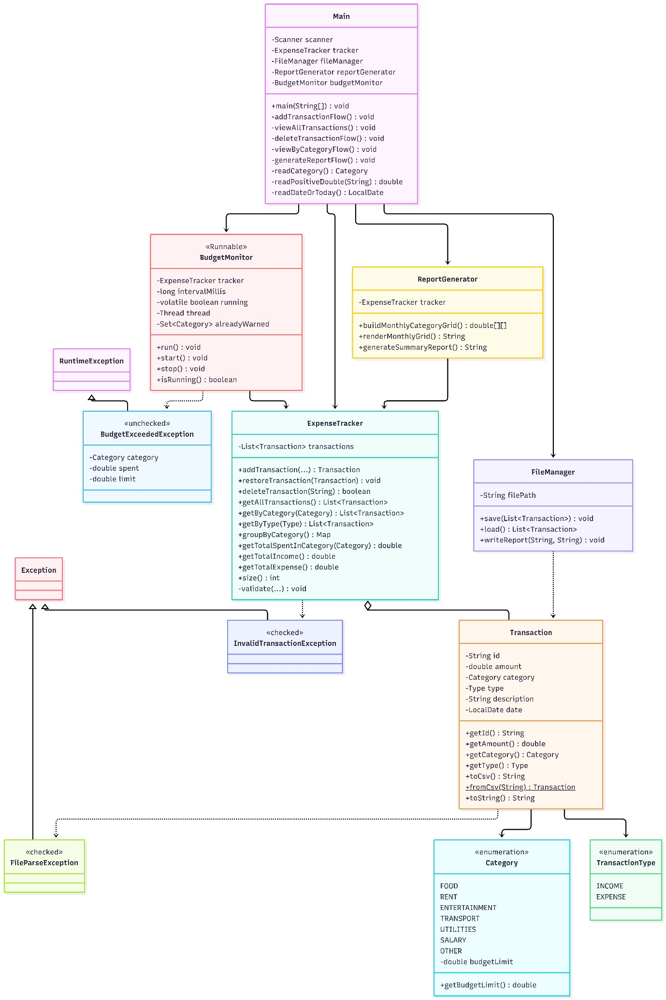 Main
-Scanner scanner
-ExpenseTracker tracker
-FileManager fileManager
-ReportGenerator reportGenerator
-BudgetMonitor budgetMonitor
+main(String[]) : void
-addTransactionFlow() : void
-viewAllTransactions() : void
-deleteTransactionFlow() : void
-viewByCategoryFlow() : void
-generateReportFlow() : void
-readCategory() : Category
-readPositiveDouble(String) : double
-readDateOrToday() : LocalDate
«Runnable»
BudgetMonitor
-ExpenseTracker tracker
-long intervalMillis
-volatile boolean running
-Thread thread
-Set<Category> alreadyWarned
+run() : void
+start() : void
+stop() : void
+isRunning() : boolean
ReportGenerator
-ExpenseTracker tracker
+buildMonthlyCategoryGrid() : double[][]
+renderMonthlyGrid() : String
+generateSummaryReport() : String
RuntimeException
«unchecked»
BudgetExceededException
-Category category
-double spent
-double limit
ExpenseTracker
-List<Transaction> transactions
+addTransaction(...) : Transaction
+restoreTransaction(Transaction) : void
+deleteTransaction(String) : boolean
+getAllTransactions() : List<Transaction>
+getByCategory(Category) : List<Transaction>
+getByType(Type) : List<Transaction>
+groupByCategory() : Map
+getTotalSpentInCategory(Category) : double
+getTotalIncome() : double
+getTotalExpense() : double
+size() : int
-validate(...) : void
FileManager
-String filePath
+save(List<Transaction>) : void
+load() : List<Transaction>
+writeReport(String, String) : void
Exception
«checked»
InvalidTransactionException
Transaction
-String id
-double amount
-Category category
-Type type
-String description
-LocalDate date
+getId() : String
+getAmount() : double
+getCategory() : Category
+getType() : Type
+toCsv() : String
+fromCsv(String) : Transaction
+toString() : String
«checked»
FileParseException
«enumeration»
Category
FOOD
RENT
ENTERTAINMENT
TRANSPORT
UTILITIES
SALARY
OTHER
-double budgetLimit
+getBudgetLimit() : double
«enumeration»
TransactionType
INCOME
EXPENSE